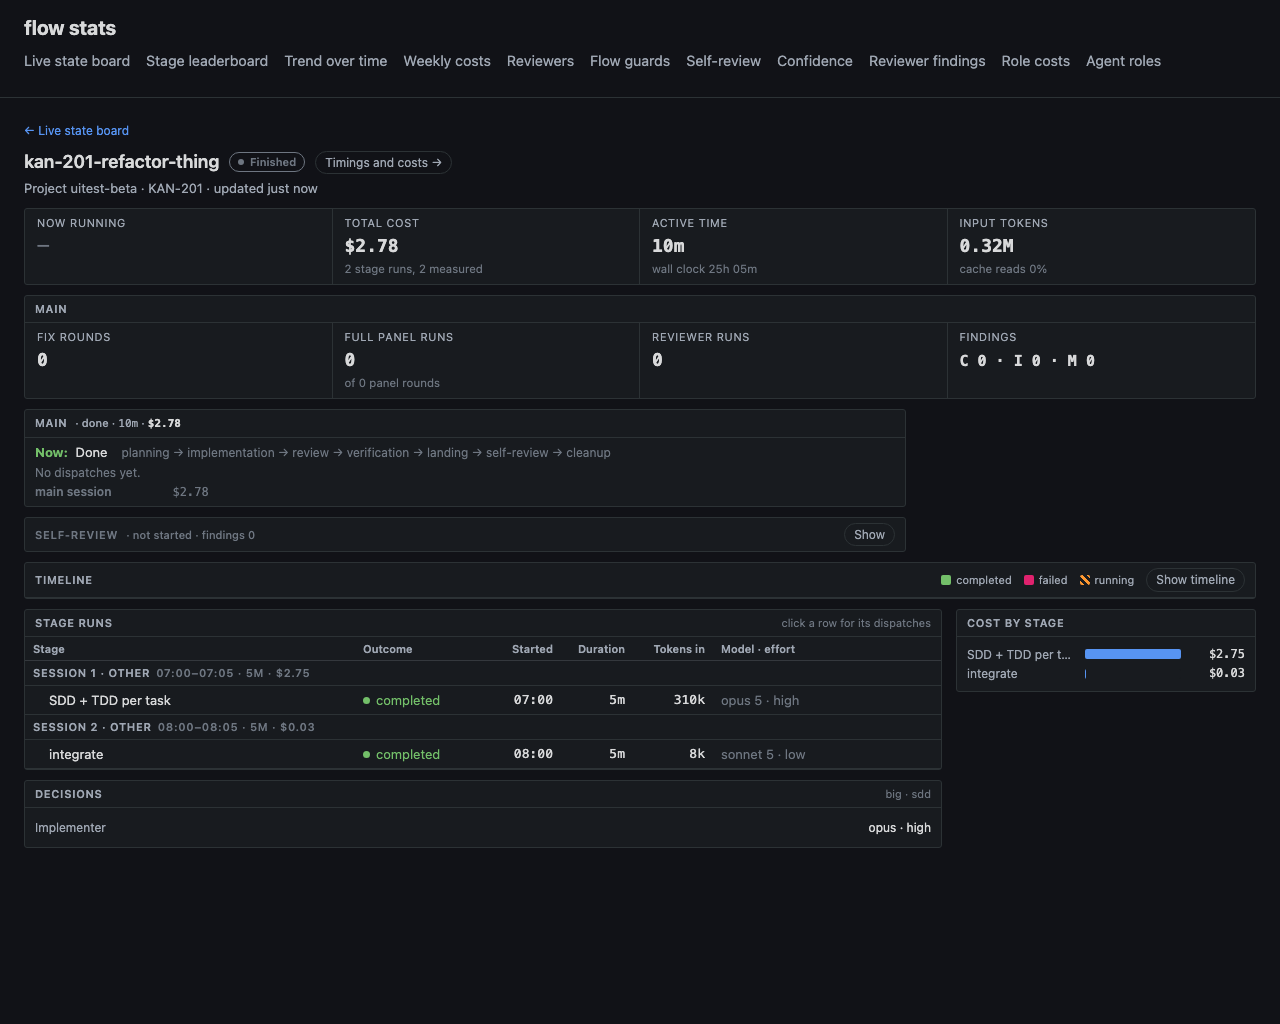 flow stats
Live state board Stage leaderboard Trend over time Weekly costs Reviewers Flow guards Self-review Confidence Reviewer findings Role costs Agent roles
← Live state board
kan-201-refactor-thing Finished Timings and costs →
Project uitest-beta · KAN-201 · updated just now
NOW RUNNING TOTAL COST ACTIVE TIME INPUT TOKENS
— $2.78 10m 0.32M
2 stage runs, 2 measured wall clock 25h 05m cache reads 0%
MAIN
FIX ROUNDS FULL PANEL RUNS REVIEWER RUNS FINDINGS
0 0 0 C 0 · I 0 · M 0
of 0 panel rounds
MAIN · done · 10m · $2.78
Now: Done planning → implementation → review → verification → landing → self-review → cleanup
No dispatches yet.
main session $2.78
SELF-REVIEW · not started · findings 0 Show
TIMELINE completed failed running Show timeline
STAGE RUNS click a row for its dispatches
Stage Outcome Started Duration Tokens in Model · effort
SESSION 1 · OTHER 07:00–07:05 · 5M · $2.75
SDD + TDD per task completed 07:00 5m 310k opus 5 · high
SESSION 2 · OTHER 08:00–08:05 · 5M · $0.03
integrate completed 08:00 5m 8k sonnet 5 · low
COST BY STAGE
SDD + TDD per t... $2.75
integrate $0.03
DECISIONS big · sdd
Implementer opus · high